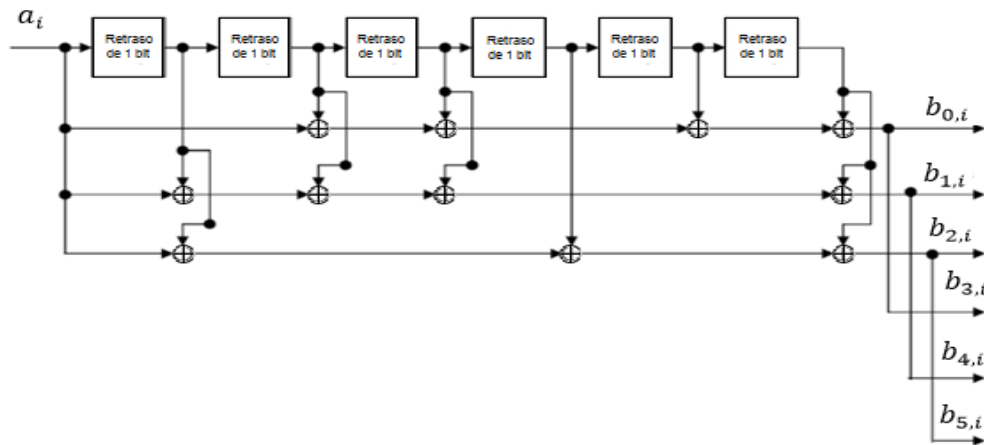 a_i
Retraso
de 1 bit
Retraso
de 1 bit
Retraso
de 1 bit
Retraso
de 1 bit
Retraso
de 1 bit
Retraso
de 1 bit
b_{0,i}
b_{1,i}
b_{2,i}
b_{3,i}
b_{4,i}
b_{5,i}